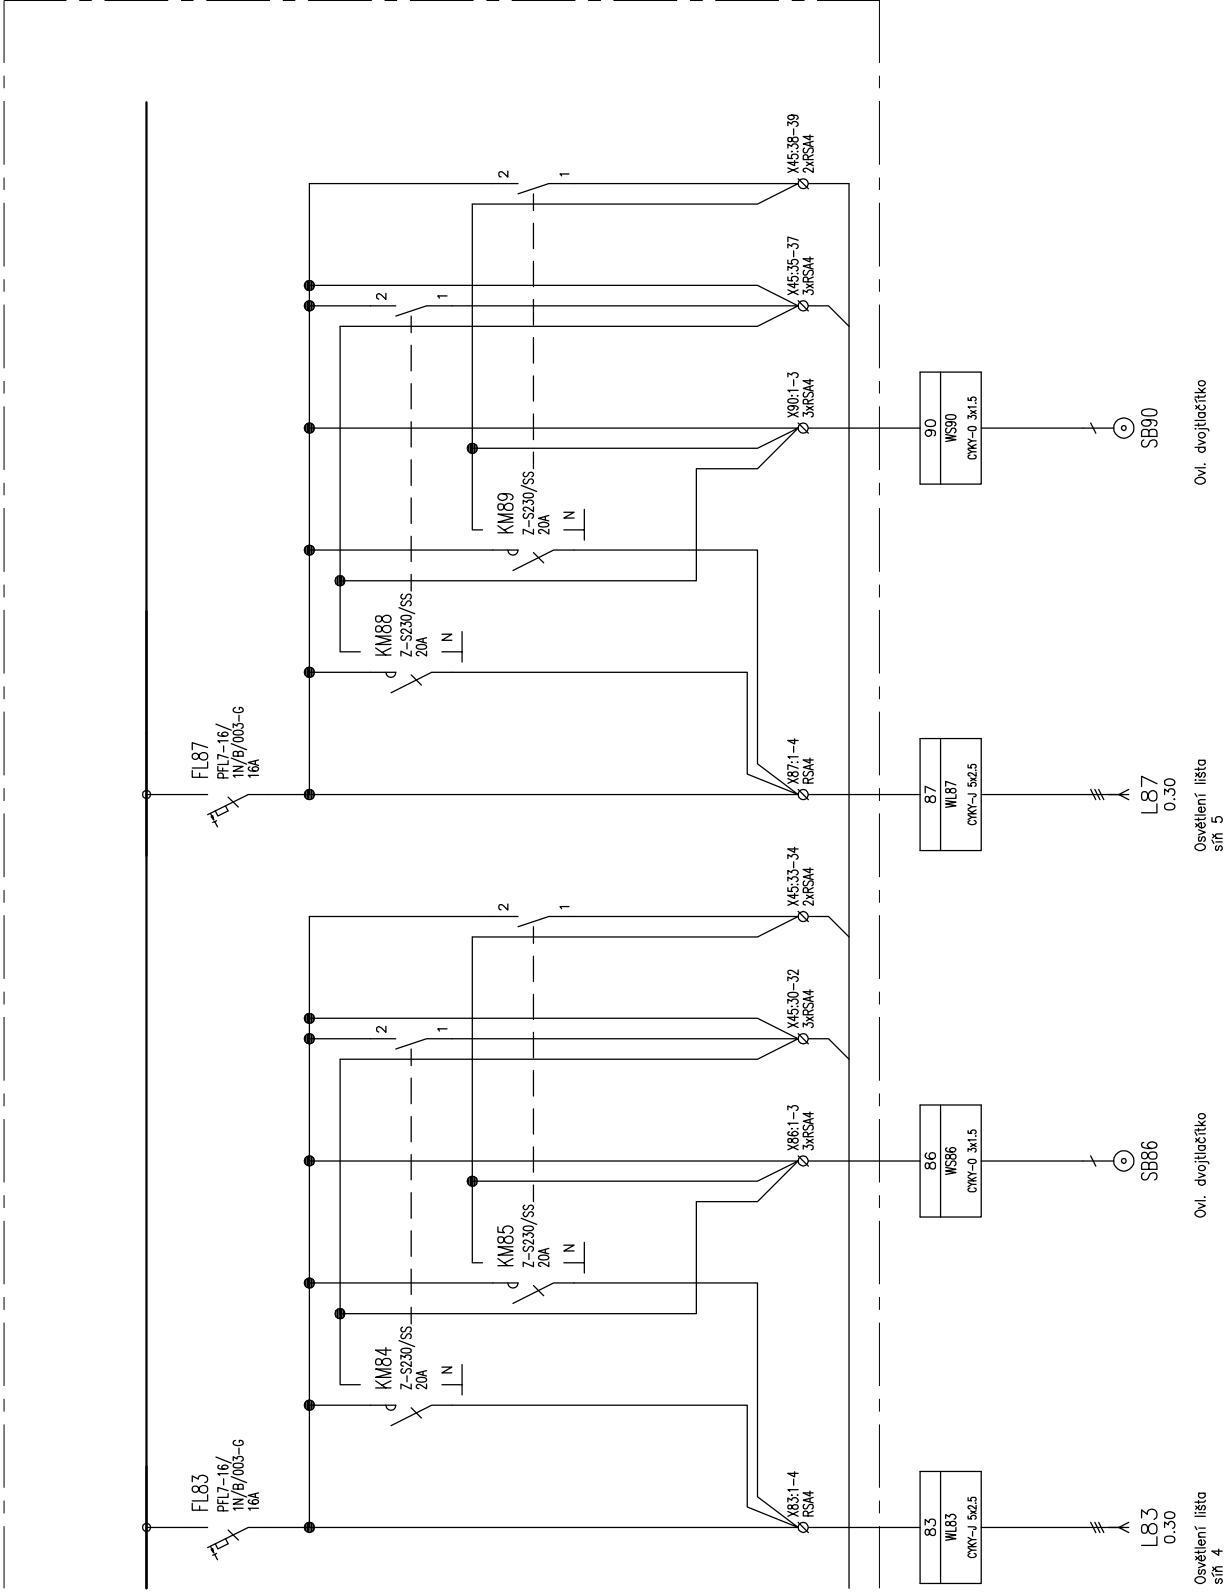 FL83
PFL7-16/
1N/B/003-G
16A
KM84
Z-S230/SS
20A
N
KM85
Z-S230/SS
20A
N
2
1
2
1
X83:1-4
RSA4
X86:1-3
3xRSA4
X45:30-32
3xRSA4
X45:33-34
2xRSA4
83
WL83
CYKY-J 5x2.5
86
WS86
CYKY-O 3x1.5
L83
0.30
SB86
Osvětlení lišta
síň 4
Ovl. dvojtlačítko
FL87
PFL7-16/
1N/B/003-G
16A
KM88
Z-S230/SS
20A
N
KM89
Z-S230/SS
20A
N
2
1
2
1
X87:1-4
RSA4
X90:1-3
3xRSA4
X45:35-37
3xRSA4
X45:38-39
2xRSA4
87
WL87
CYKY-J 5x2.5
90
WS90
CYKY-O 3x1.5
L87
0.30
SB90
Osvětlení lišta
síň 5
Ovl. dvojtlačítko